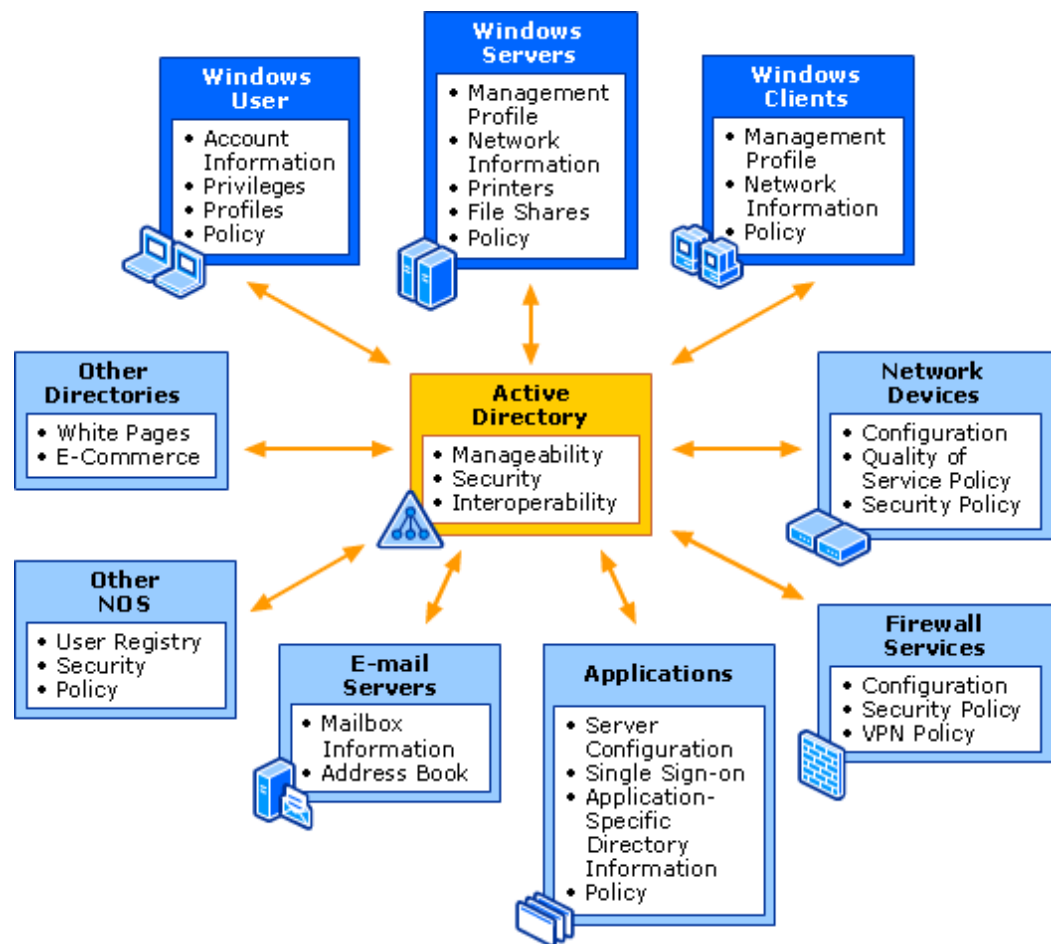 Windows
User
• Account
Information
• Privileges
• Profiles
• Policy
Windows
Servers
• Management
Profile
• Network
Information
• Printers
• File Shares
• Policy
Windows
Clients
• Management
Profile
• Network
Information
• Policy
Other
Directories
• White Pages
• E-Commerce
Active
Directory
• Manageability
• Security
• Interoperability
Network
Devices
• Configuration
• Quality of
Service Policy
• Security Policy
Other
NOS
• User Registry
• Security
• Policy
E-mail
Servers
• Mailbox
Information
• Address Book
Applications
• Server
Configuration
• Single Sign-on
• Application-
Specific
Directory
Information
• Policy
Firewall
Services
• Configuration
• Security Policy
• VPN Policy